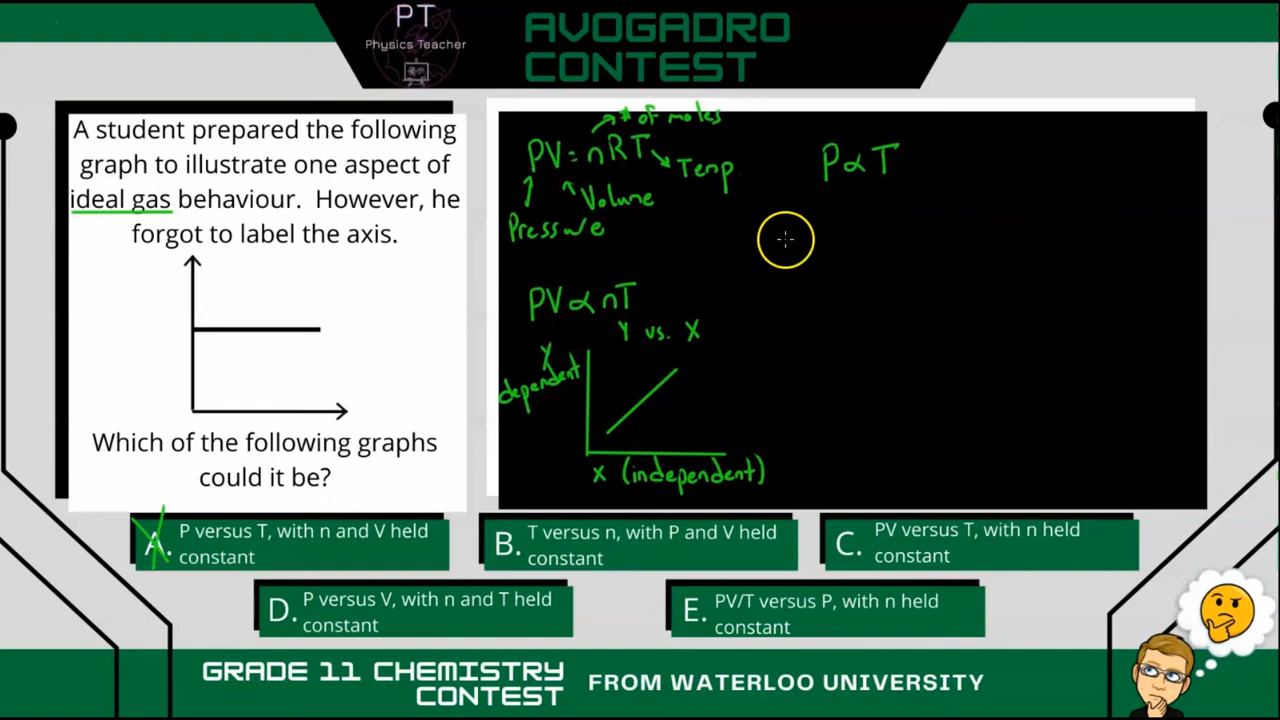 PT
Physics Teacher
AVOGADRO
CONTEST
A student prepared the following
graph to illustrate one aspect of
ideal gas behaviour. However, he
forgot to label the axis.
Which of the following graphs
could it be?
→ # of moles
PV = nRT
Temp.
Volume
Pressure
P∝T
PV ∝ nT
Y vs. X
Y
dependent
X (independent)
A. P versus T, with n and V held
constant
B. T versus n, with P and V held
constant
C. PV versus T, with n held
constant
D. P versus V, with n and T held
constant
E. PV/T versus P, with n held
constant
GRADE 11 CHEMISTRY
CONTEST
FROM WATERLOO UNIVERSITY